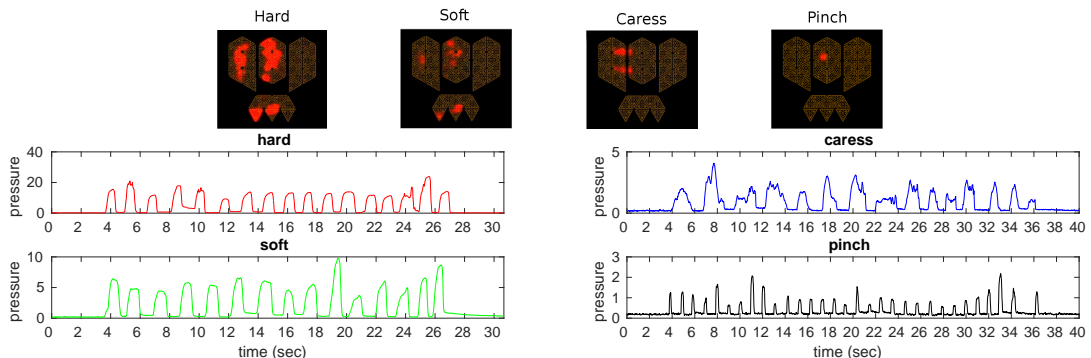 Hard Soft Caress Pinch
hard
40
20
0
pressure
0 2 4 6 8 10 12 14 16 18 20 22 24 26 28 30
soft
10
5
0
pressure
0 2 4 6 8 10 12 14 16 18 20 22 24 26 28 30
time (sec)
caress
5
0
pressure
0 2 4 6 8 10 12 14 16 18 20 22 24 26 28 30 32 34 36 38 40
pinch
3
2
1
0
pressure
0 2 4 6 8 10 12 14 16 18 20 22 24 26 28 30 32 34 36 38 40
time (sec)